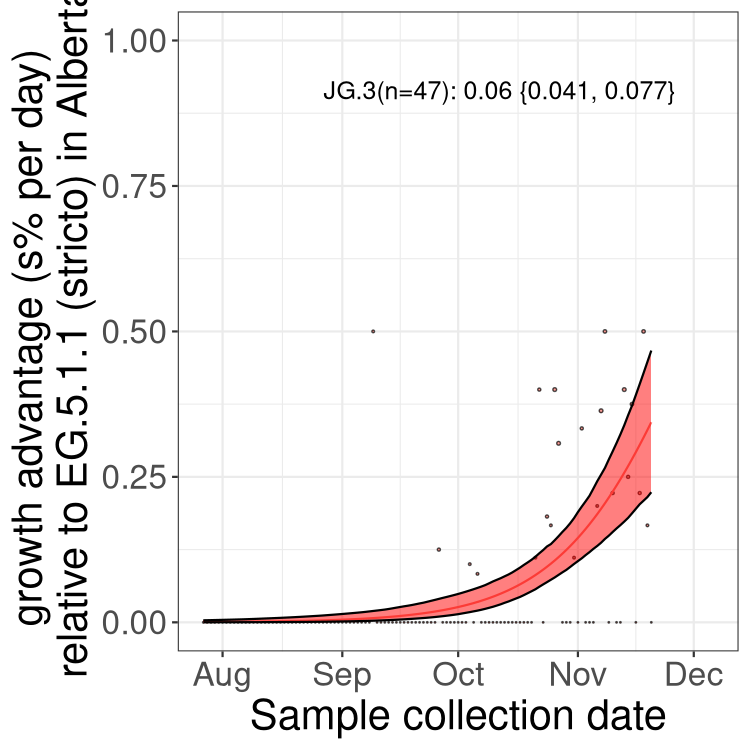 growth advantage (s% per day)
relative to EG.5.1.1 (stricto) in Alberta
1.00
0.75
0.50
0.25
0.00
JG.3(n=47): 0.06 {0.041, 0.077}
Aug Sep Oct Nov Dec
Sample collection date